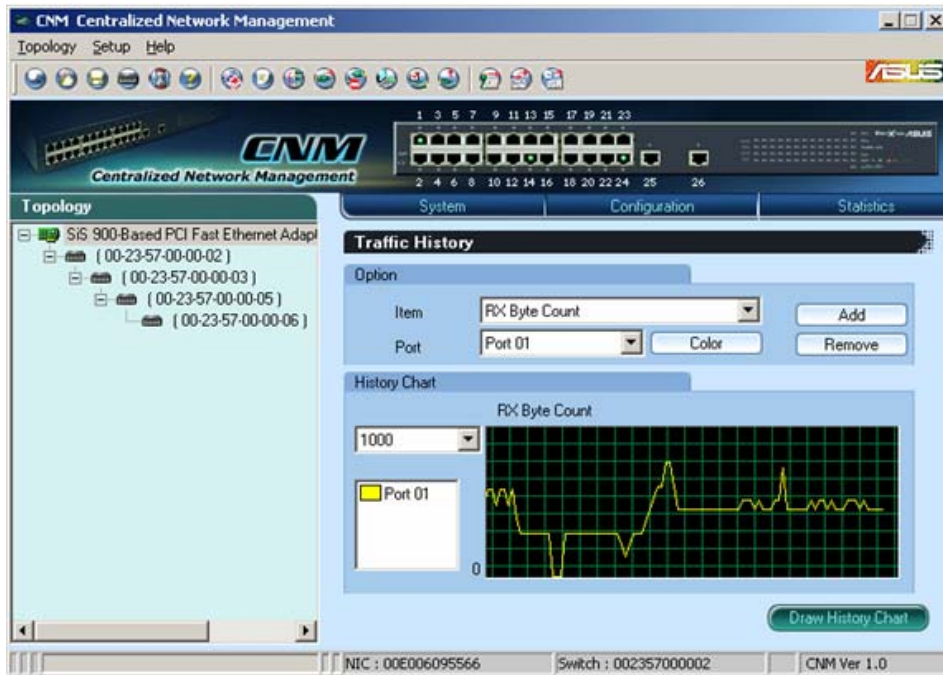 CNM Centralized Network Management
Topology Setup Help
ASUS
CNM
Centralized Network Management
1 3 5 7 9 11 13 15 17 19 21 23
2 4 6 8 10 12 14 16 18 20 22 24 25 26
Topology
System Configuration Statistics
SiS 900-Based PCI Fast Ethernet Adapt
( 00-23-57-00-00-02 )
( 00-23-57-00-00-03 )
( 00-23-57-00-00-05 )
( 00-23-57-00-00-06 )
Traffic History
Option
Item RX Byte Count Add
Port Port 01 Color Remove
History Chart
RX Byte Count
1000
Port 01
0
Draw History Chart
NIC : 00E006095566 Switch : 002357000002 CNM Ver 1.0